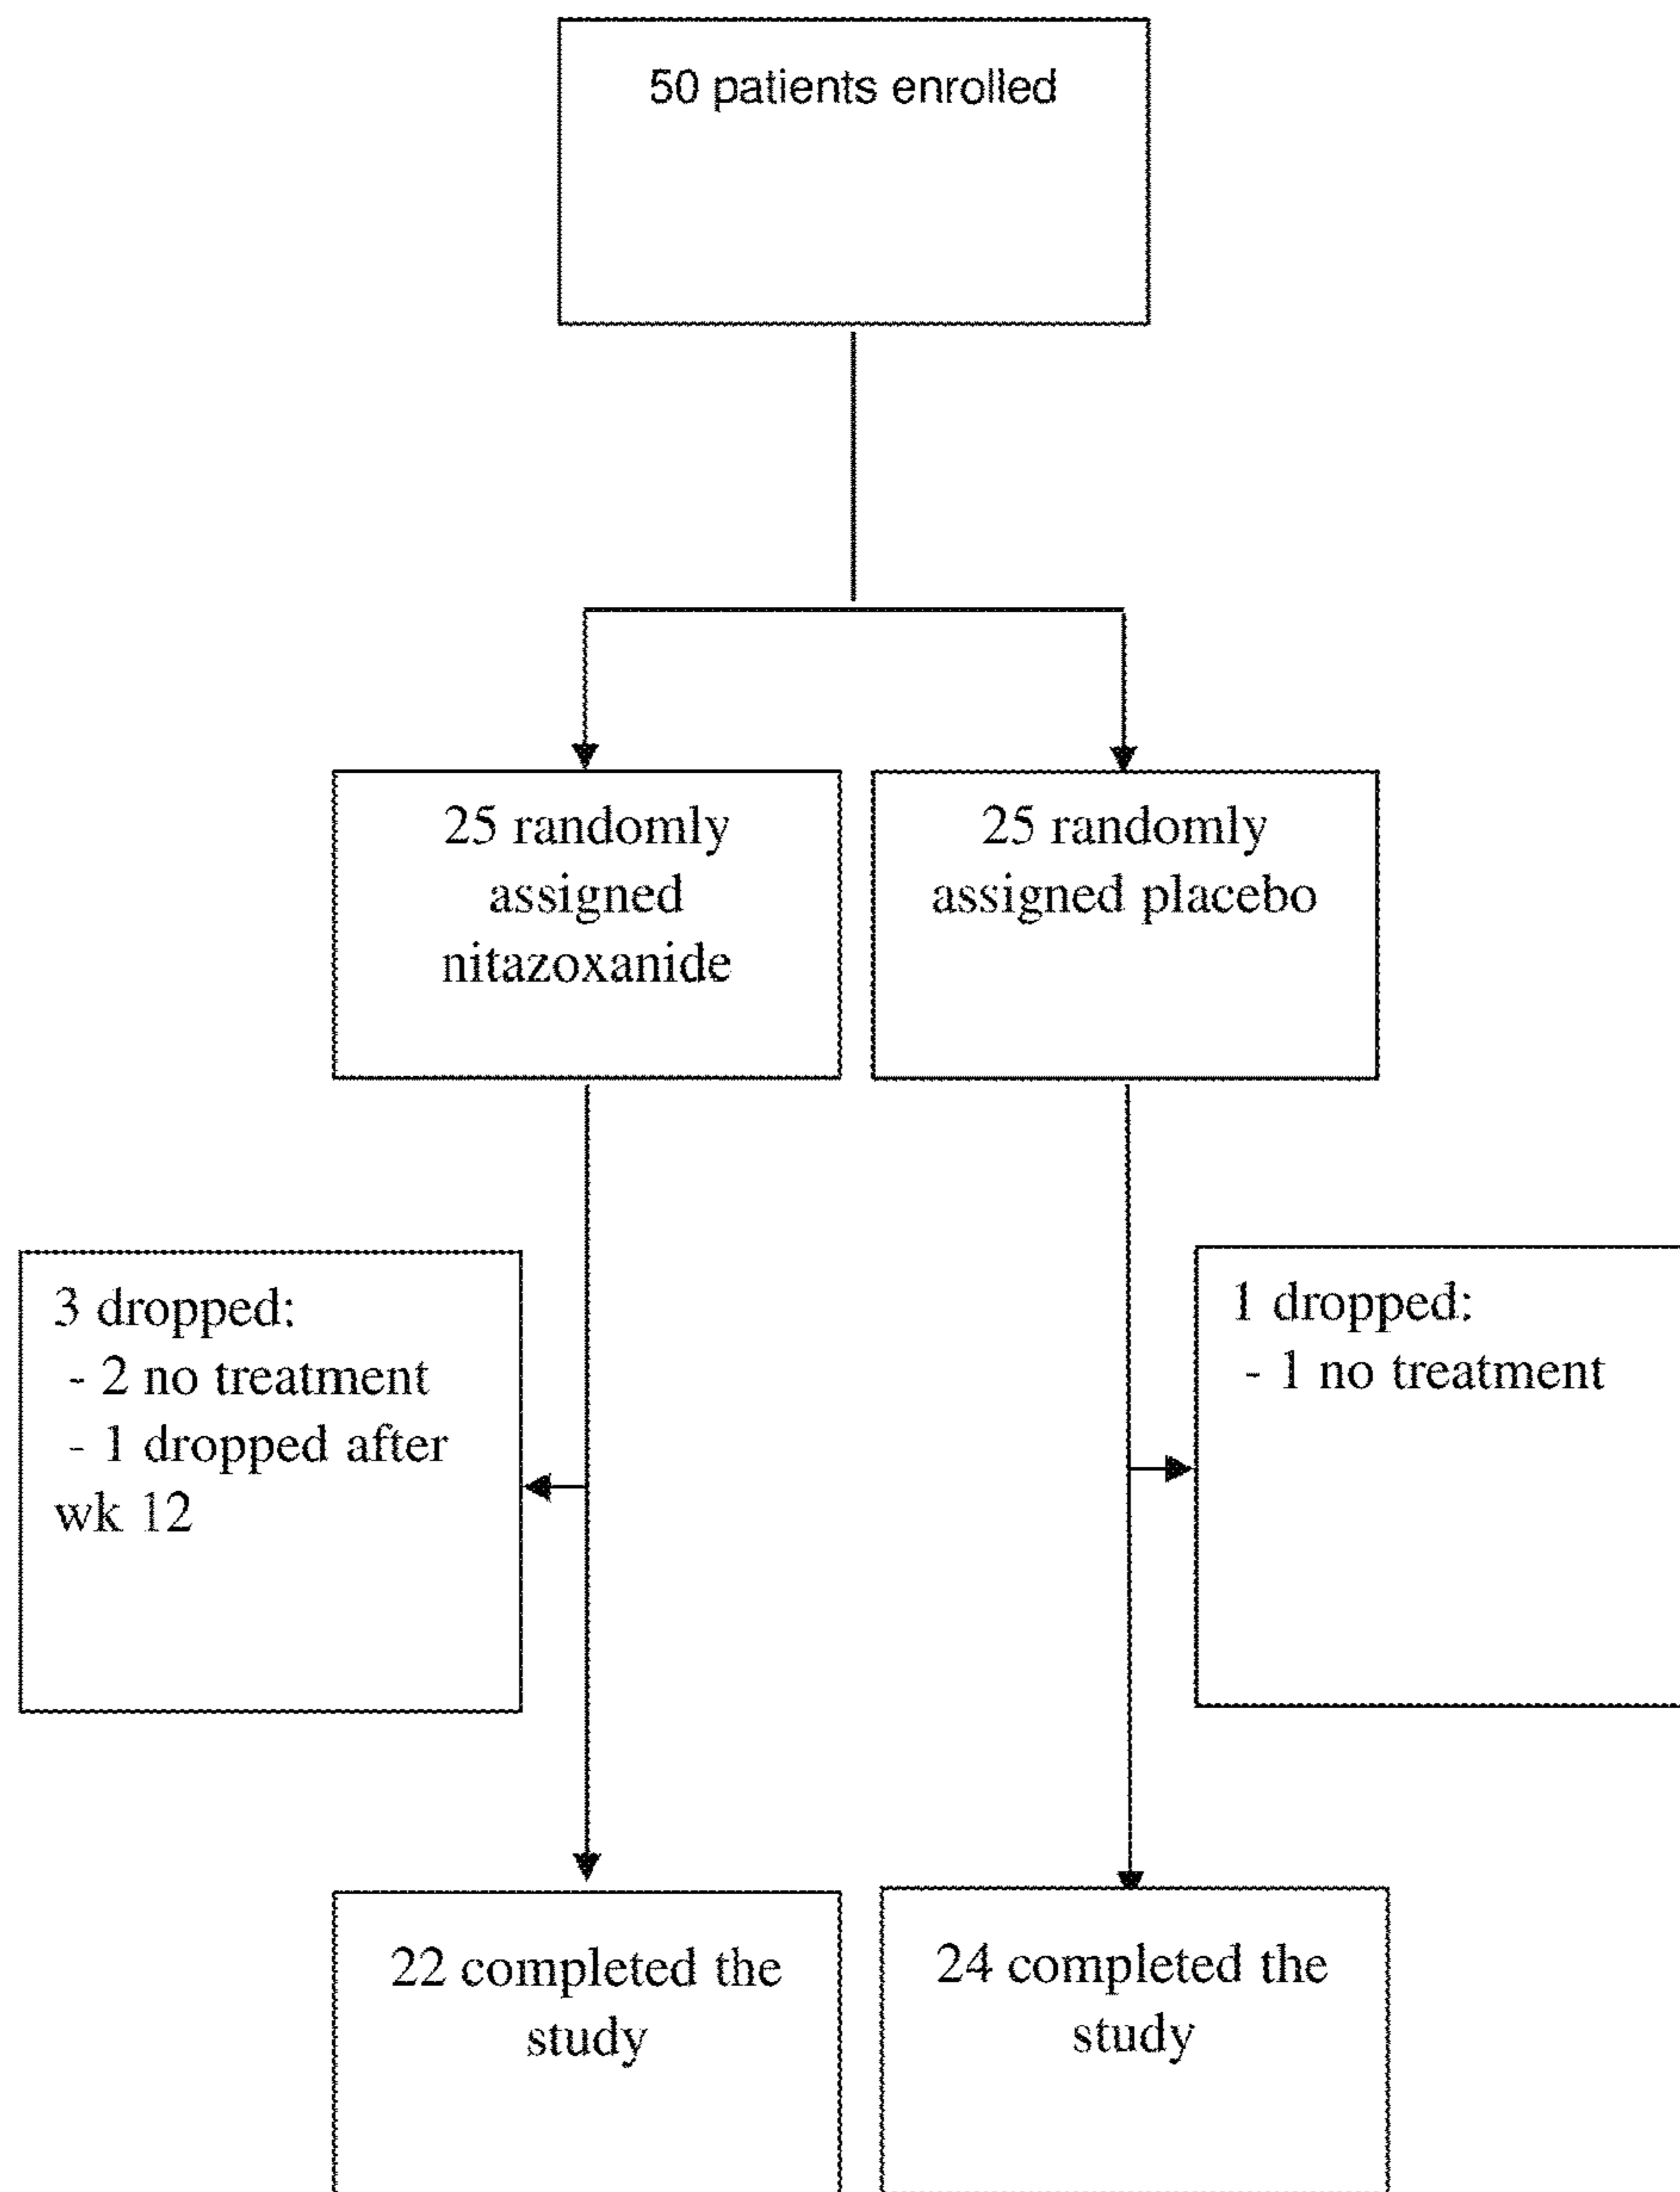 50 patients enrolled
25 randomly
assigned
nitazoxanide
25 randomly
assigned placebo
3 dropped:
- 2 no treatment
- 1 dropped after
wk 12
1 dropped:
- 1 no treatment
22 completed the
study
24 completed the
study